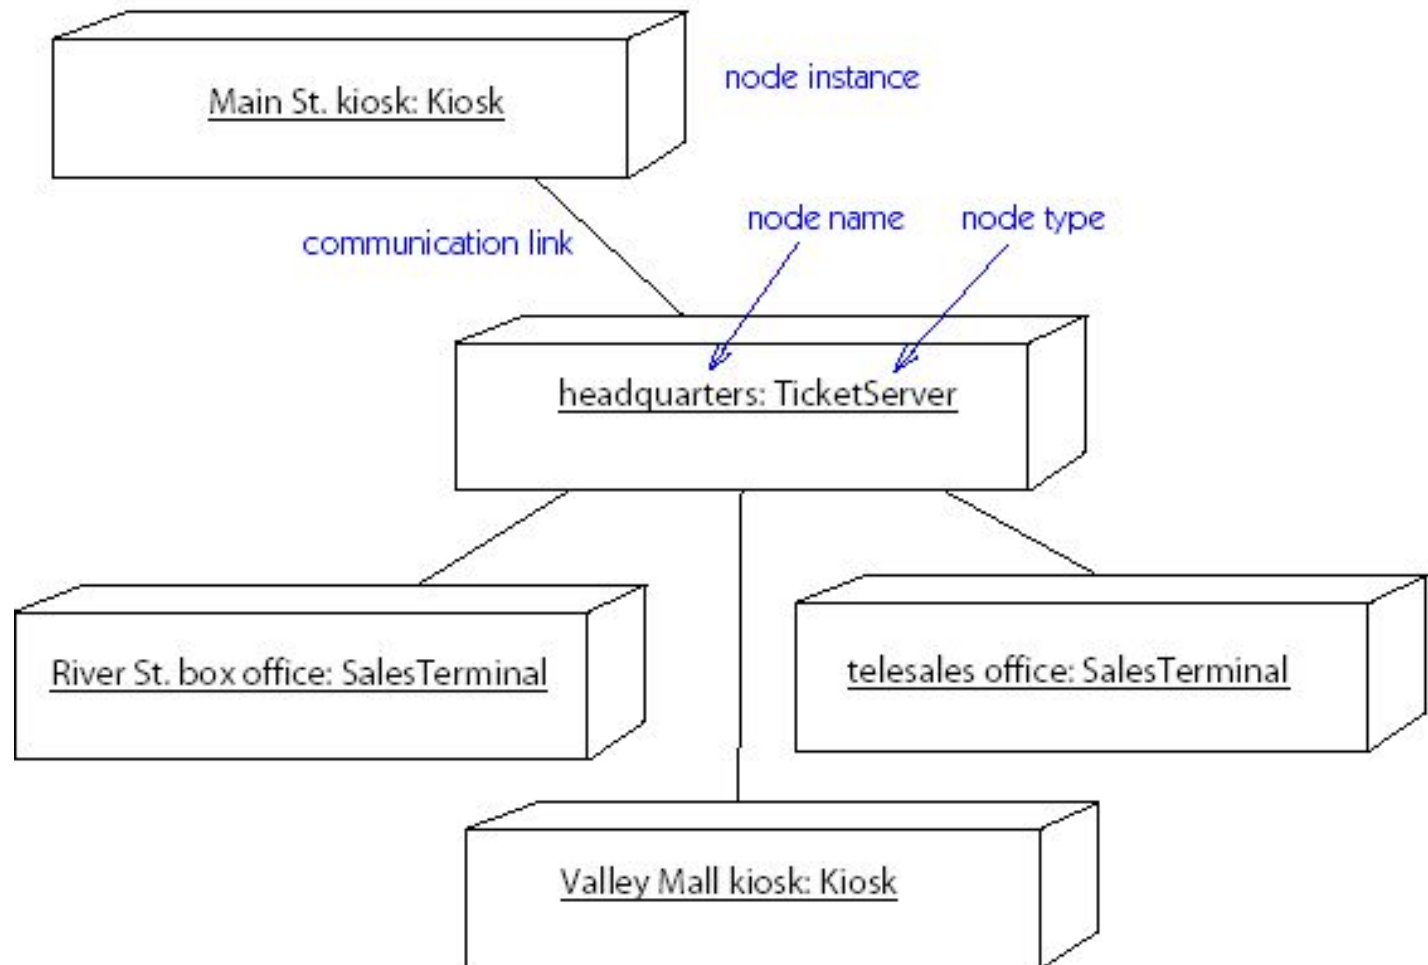 Main St. kiosk: Kiosk
node instance
communication link
node name
node type
headquarters: TicketServer
River St. box office: SalesTerminal
telesales office: SalesTerminal
Valley Mall kiosk: Kiosk